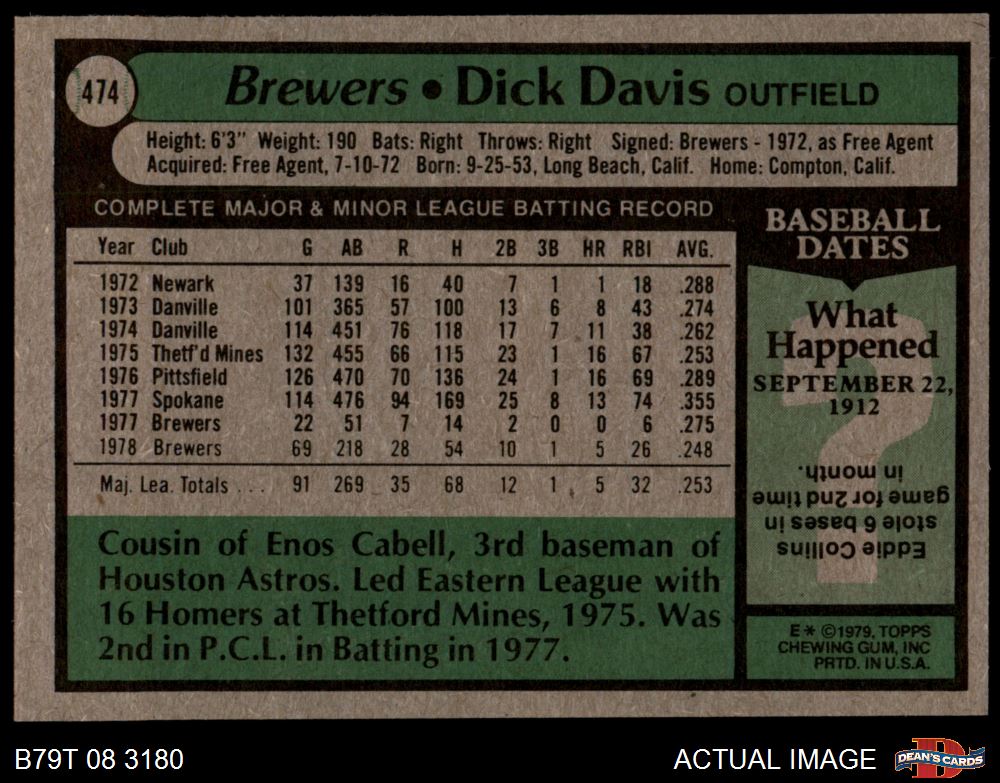 474
Brewers • Dick Davis OUTFIELD
Height: 6'3" Weight: 190 Bats: Right Throws: Right Signed: Brewers - 1972, as Free Agent
Acquired: Free Agent, 7-10-72 Born: 9-25-53, Long Beach, Calif. Home: Compton, Calif.
COMPLETE MAJOR & MINOR LEAGUE BATTING RECORD
Year Club G AB R H 2B 3B HR RBI AVG.
1972 Newark 37 139 16 40 7 1 1 18 .288
1973 Danville 101 365 57 100 13 6 8 43 .274
1974 Danville 114 451 76 118 17 7 11 38 .262
1975 Thetf'd Mines 132 455 66 115 23 1 16 67 .253
1976 Pittsfield 126 470 70 136 24 1 16 69 .289
1977 Spokane 114 476 94 169 25 8 13 74 .355
1977 Brewers 22 51 7 14 2 0 0 6 .275
1978 Brewers 69 218 28 54 10 1 5 26 .248
Maj. Lea. Totals . . . 91 269 35 68 12 1 5 32 .253
Cousin of Enos Cabell, 3rd baseman of
Houston Astros. Led Eastern League with
16 Homers at Thetford Mines, 1975. Was
2nd in P.C.L. in Batting in 1977.
BASEBALL
DATES
What
Happened
SEPTEMBER 22,
1912
?
Eddie Collins
stole 6 bases in
game for 2nd time
in month.
E* ©1979, TOPPS
CHEWING GUM, INC
PRTD. IN U.S.A.
B79T 08 3180
ACTUAL IMAGE
D
DEAN'S CARDS